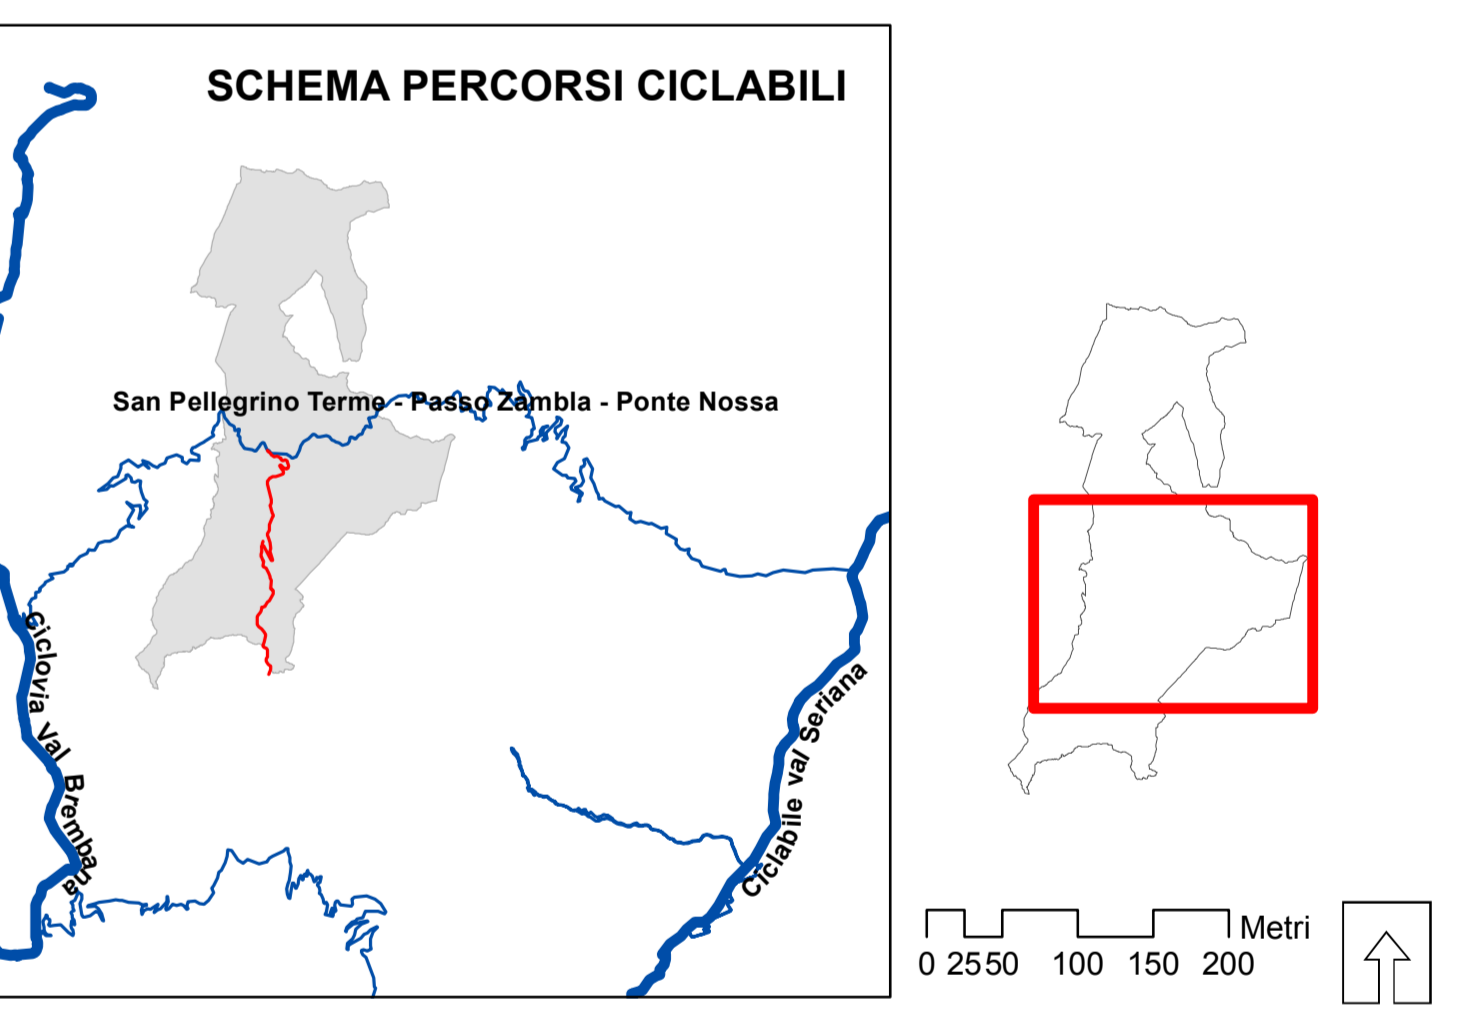 SCHEMA PERCORSI CICLABILI
San Pellegrino Terme - Passo Zambla - Ponte Nossa
Ciclovia Val Brembana
Ciclabile val Seriana
Metri
0 25 50 100 150 200